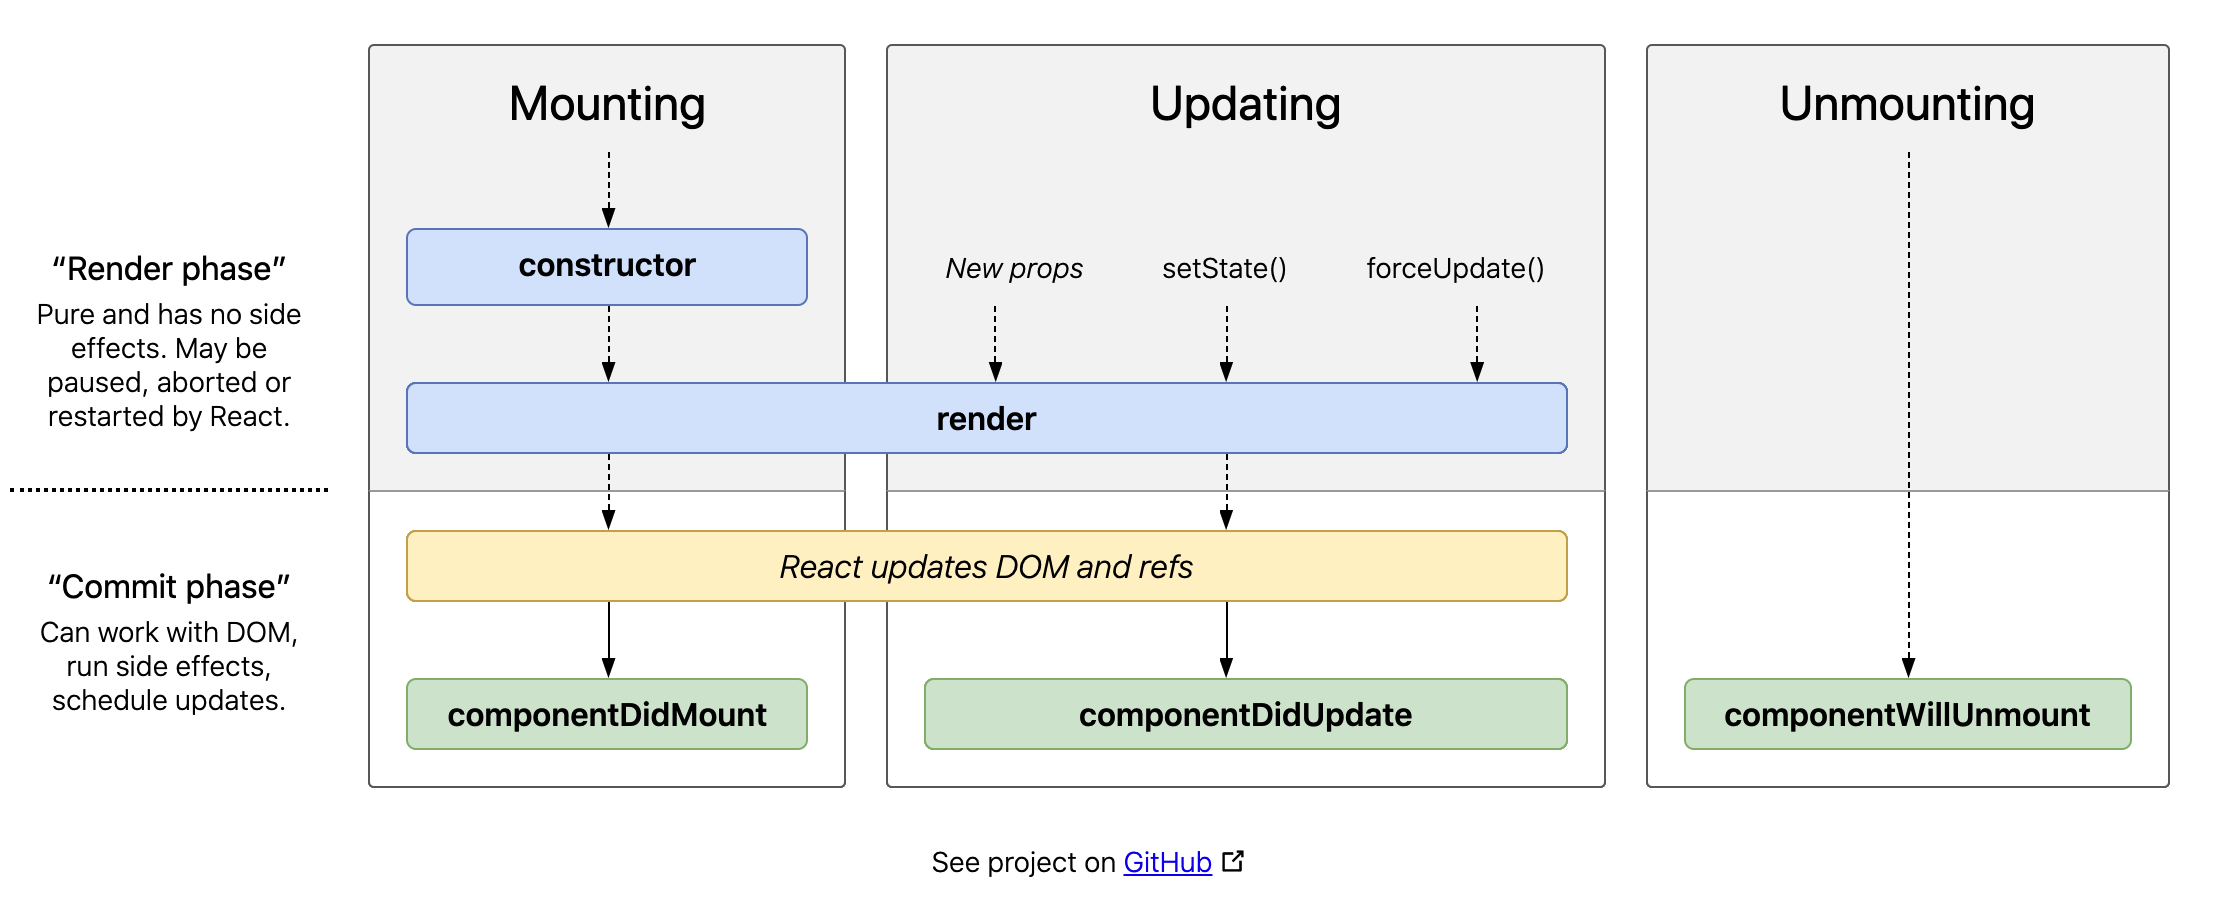 Mounting
Updating
Unmounting
“Render phase”
Pure and has no side
effects. May be
paused, aborted or
restarted by React.
constructor
New props
setState()
forceUpdate()
render
“Commit phase”
Can work with DOM,
run side effects,
schedule updates.
React updates DOM and refs
componentDidMount
componentDidUpdate
componentWillUnmount
See project on GitHub